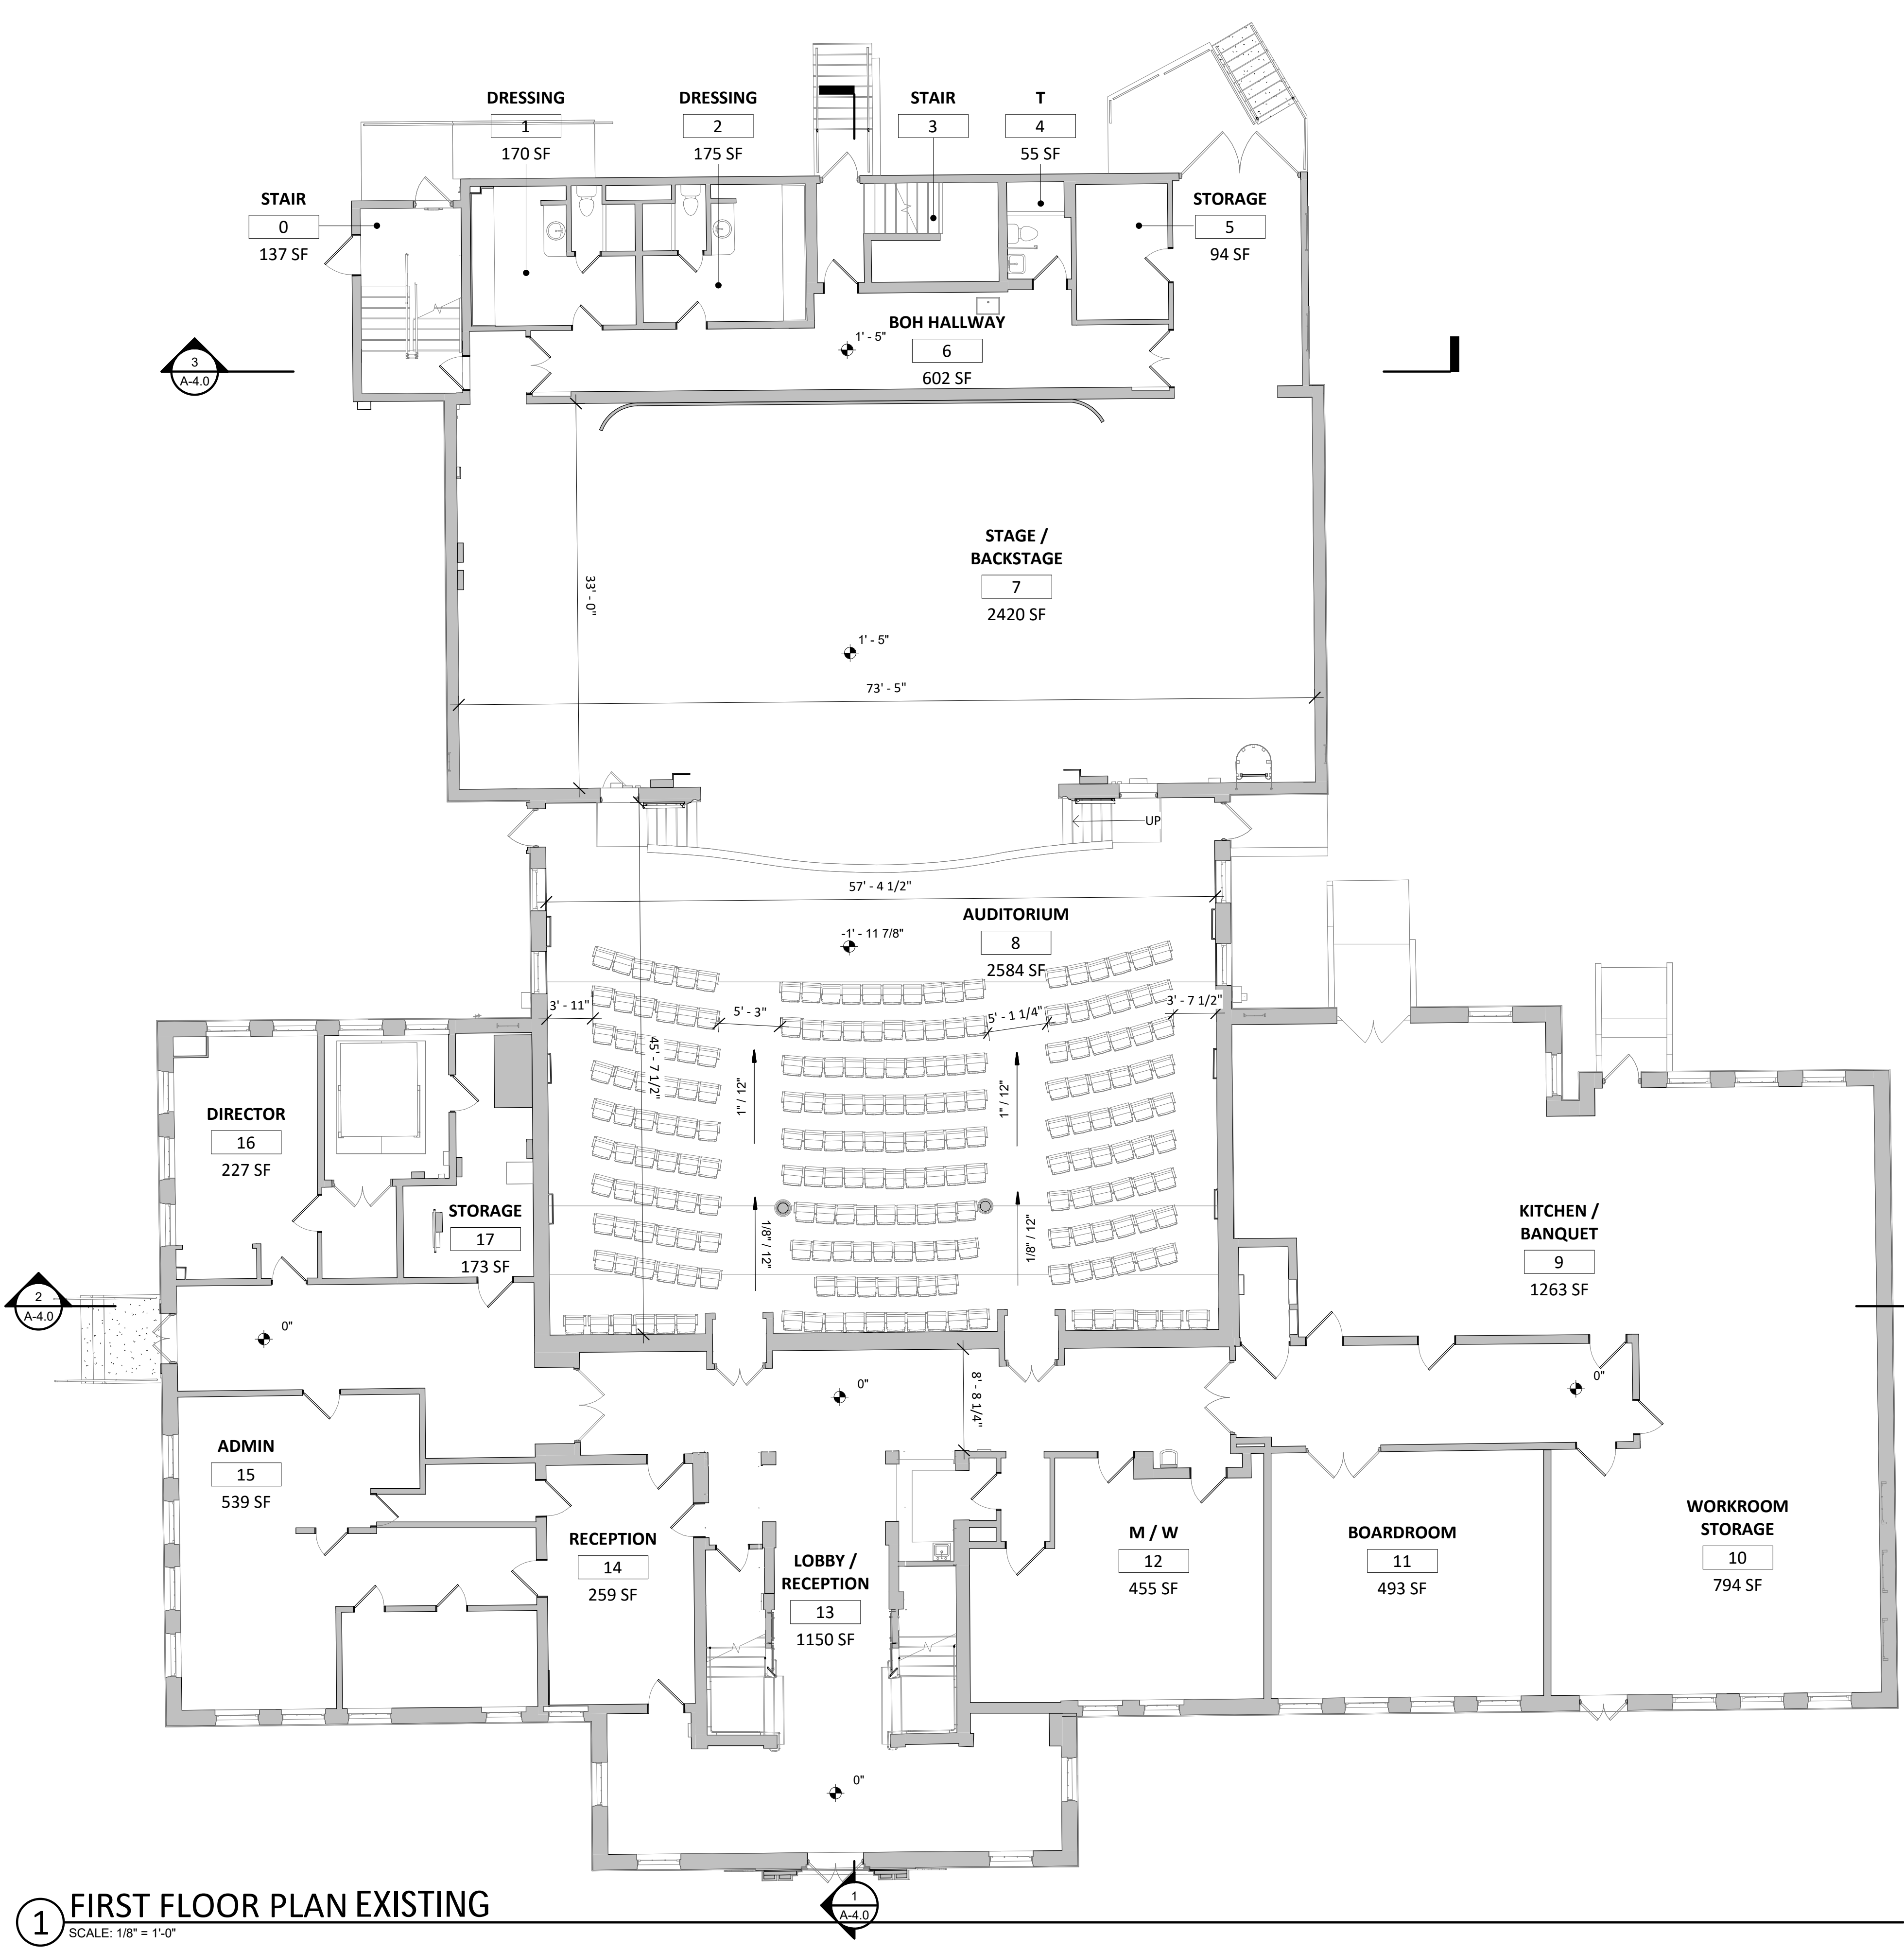 DRESSING
1
170 SF
DRESSING
2
175 SF
STAIR
3
T
4
55 SF
STAIR
0
137 SF
STORAGE
5
94 SF
BOH HALLWAY
6
602 SF
1' - 5"
3
A-4.0
33' - 0"
STAGE /
BACKSTAGE
7
2420 SF
1' - 5"
73' - 5"
UP
57' - 4 1/2"
AUDITORIUM
8
2584 SF
-1' - 11 7/8"
3' - 11"
5' - 3"
5' - 1 1/4"
3' - 7 1/2"
45' - 7 1/2"
1" / 12"
1" / 12"
DIRECTOR
16
227 SF
STORAGE
17
173 SF
1/8" / 12"
1/8" / 12"
KITCHEN /
BANQUET
9
1263 SF
2
A-4.0
0"
0"
8' - 8 1/4"
0"
ADMIN
15
539 SF
RECEPTION
14
259 SF
LOBBY /
RECEPTION
13
1150 SF
M / W
12
455 SF
BOARDROOM
11
493 SF
WORKROOM
STORAGE
10
794 SF
0"
1
A-4.0
1 FIRST FLOOR PLAN EXISTING
SCALE: 1/8" = 1'-0"